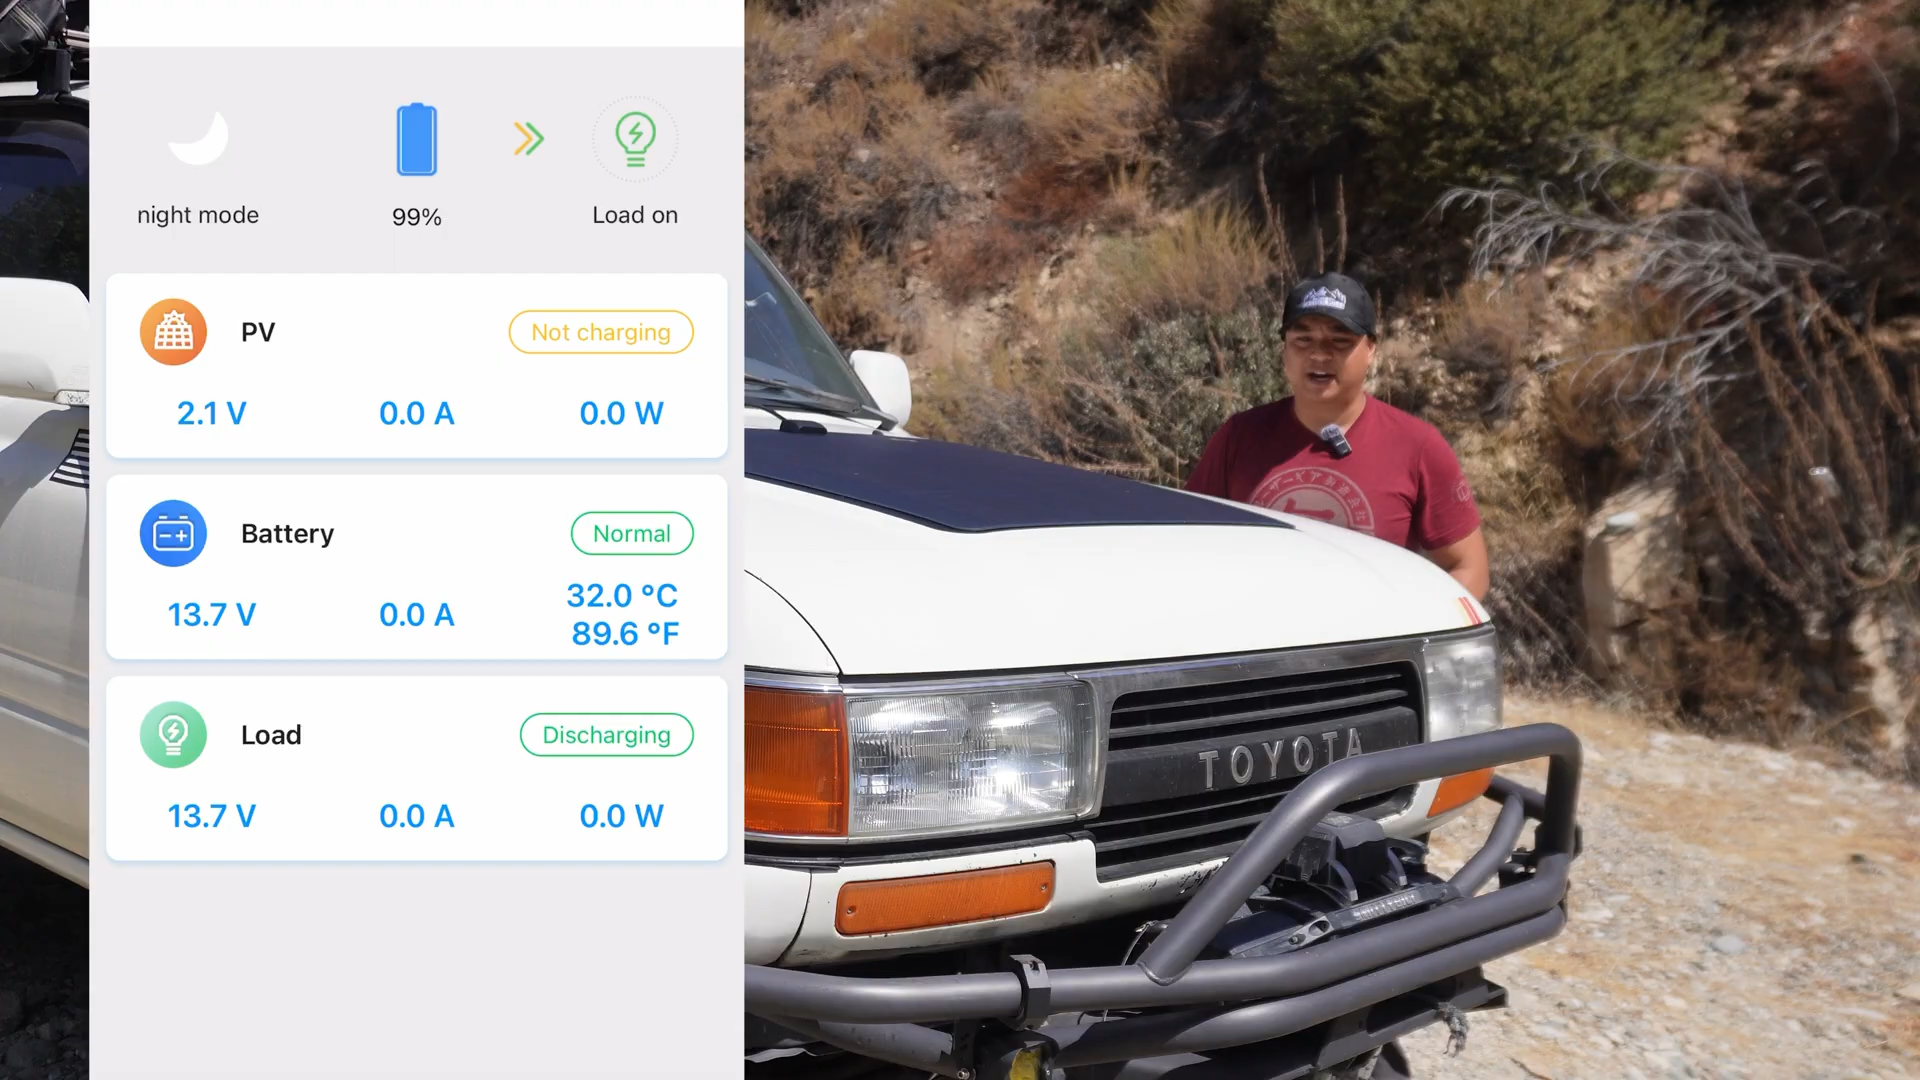 night mode
99%
Load on
PV
Not charging
2.1 V
0.0 A
0.0 W
Battery
Normal
13.7 V
0.0 A
32.0 °C
89.6 °F
Load
Discharging
13.7 V
0.0 A
0.0 W
TOYOTA